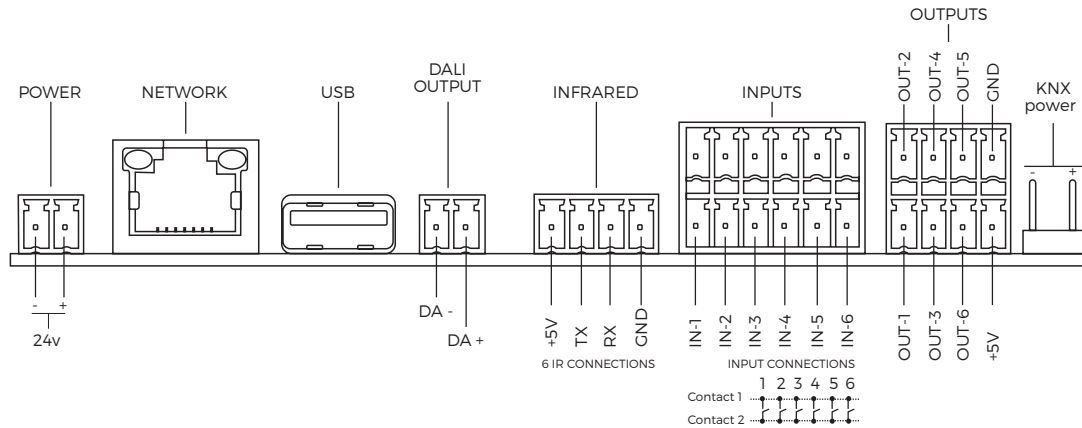 OUTPUTS
OUT-2
OUT-4
OUT-5
GND
POWER
NETWORK
USB
DALI
OUTPUT
INFRARED
INPUTS
KNX
power
- +
- +
24v
DA -
DA +
+5V
TX
RX
GND
6 IR CONNECTIONS
IN-1
IN-2
IN-3
IN-4
IN-5
IN-6
OUT-1
OUT-3
OUT-6
+5V
INPUT CONNECTIONS
1 2 3 4 5 6
Contact 1
Contact 2